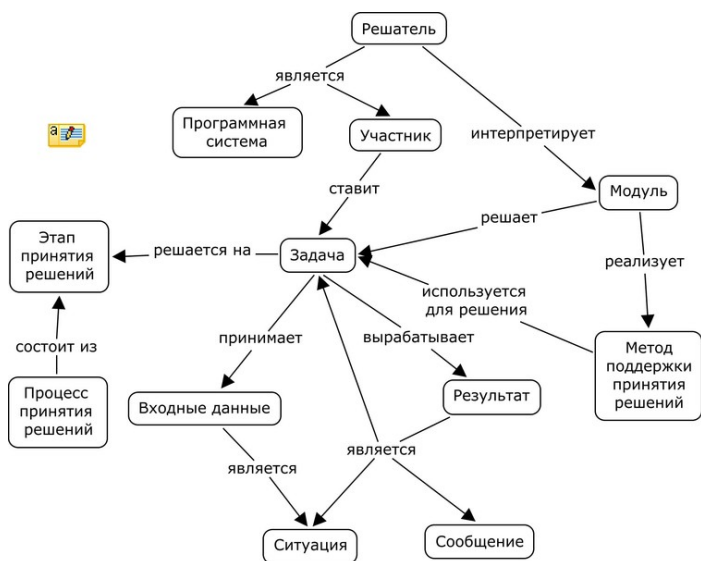 Решатель
является
Программная
система
Участник
интерпретирует
a
ставит
Модуль
решает
Этап
принятия
решений
решается на
Задача
реализует
используется
для решения
состоит из
принимает
вырабатывает
Метод
поддержки
принятия
решений
Процесс
принятия
решений
Входные данные
Результат
является
является
Ситуация
Сообщение